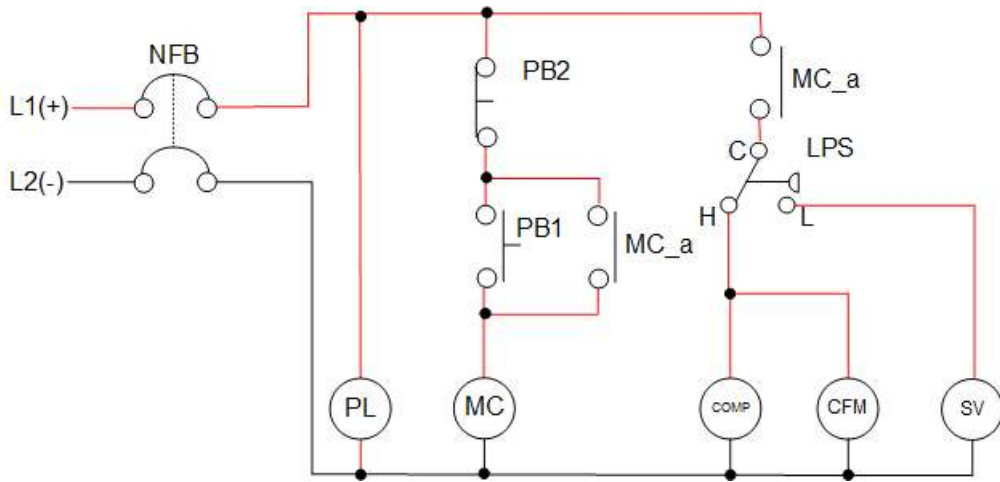 NFB
L1(+)
L2(-)
PB2
MC_a
C
LPS
H
L
PB1
MC_a
PL
MC
COMP
CFM
SV